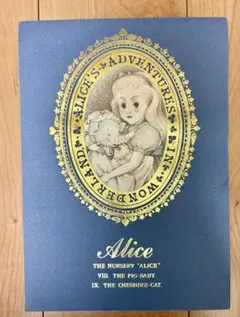 ALICE'S ADVENTURES IN WONDERLAND
Alice
THE NURSERY "ALICE"
VIII. THE PIG-BABY.
IX. THE CHESHIRE-CAT.